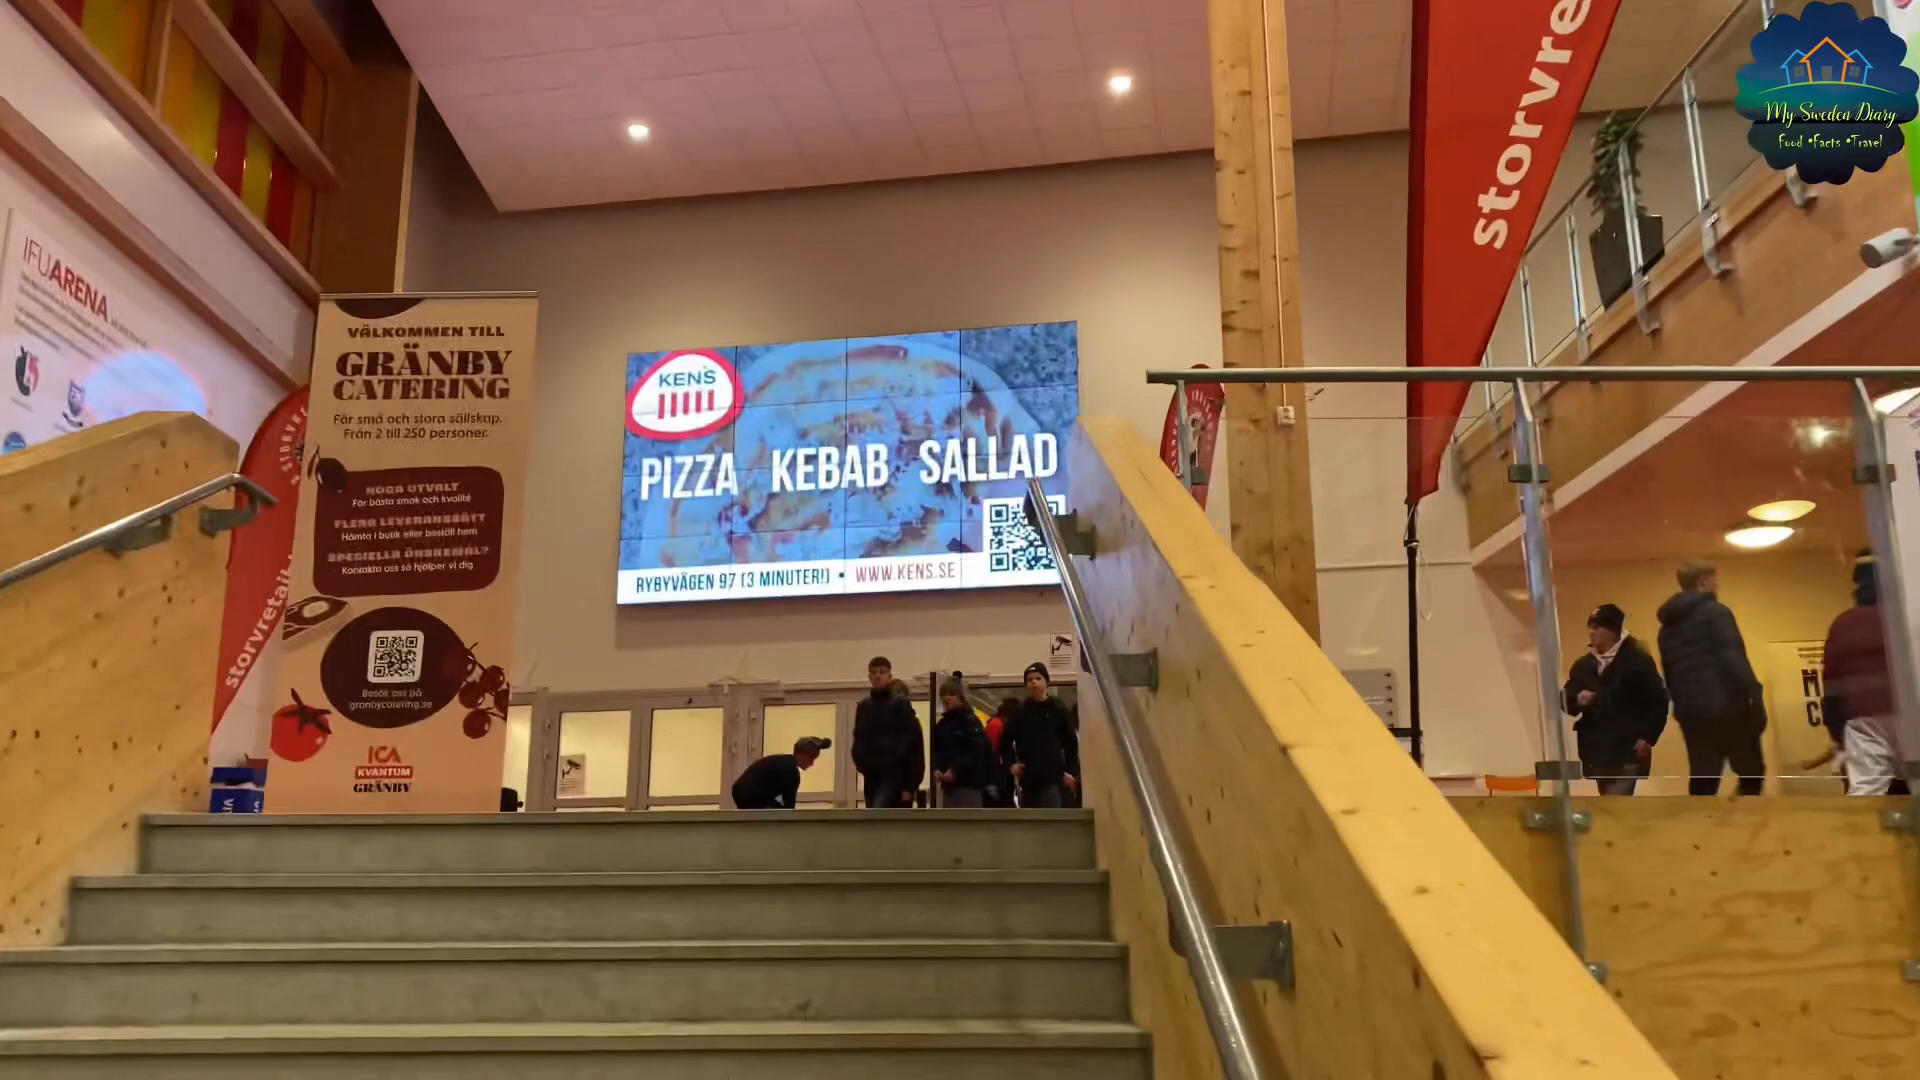 My Sweden Diary
Food •Facts •Travel
storvre
IFUARENA
VÄLKOMMEN TILL
GRÄNBY
CATERING
För små och stora sällskap.
Från 2 till 250 personer.
NOGA UTVALT
För bästa smak och kvalité
FLERA LEVERANSSÄTT
Hämta i butik eller beställ hem
SPECIELLA ÖNSKEMÅL?
Kontakta oss så hjälper vi dig
Beställ oss på
granbycatering.se
ICA
KVANTUM
GRÄNBY
storvreta
KEN'S
PIZZA KEBAB SALLAD
RYBYVÄGEN 97 (3 MINUTER!) • WWW.KENS.SE